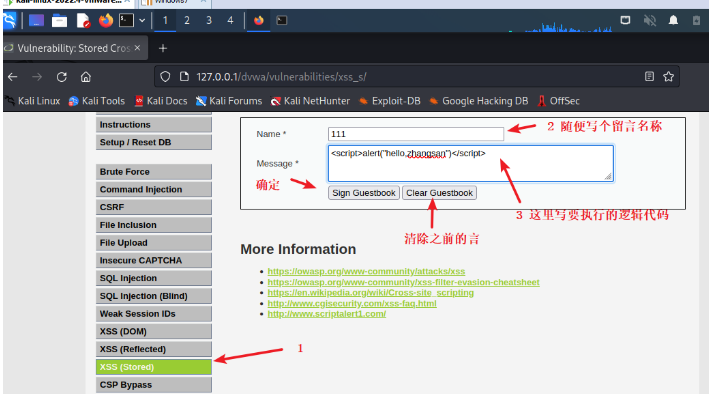 kali-linux-2022.4-vmware...
Windows7
1 2 3 4
Vulnerability: Stored Cros
127.0.0.1/dvwa/vulnerabilities/xss_s/
Kali Linux Kali Tools Kali Docs Kali Forums Kali NetHunter Exploit-DB Google Hacking DB OffSec
Instructions
Setup / Reset DB
Brute Force
Command Injection
CSRF
File Inclusion
File Upload
Insecure CAPTCHA
SQL Injection
SQL Injection (Blind)
Weak Session IDs
XSS (DOM)
XSS (Reflected)
XSS (Stored)
CSP Bypass
1
Name *
111
2 随便写个留言名称
Message *
<script>alert("hello,zhangsan")</script>
确定
Sign Guestbook Clear Guestbook
3 这里写要执行的逻辑代码
清除之前的言
More Information
https://owasp.org/www-community/attacks/xss
https://owasp.org/www-community/xss-filter-evasion-cheatsheet
https://en.wikipedia.org/wiki/Cross-site_scripting
http://www.cgisecurity.com/xss-faq.html
http://www.scriptalert1.com/